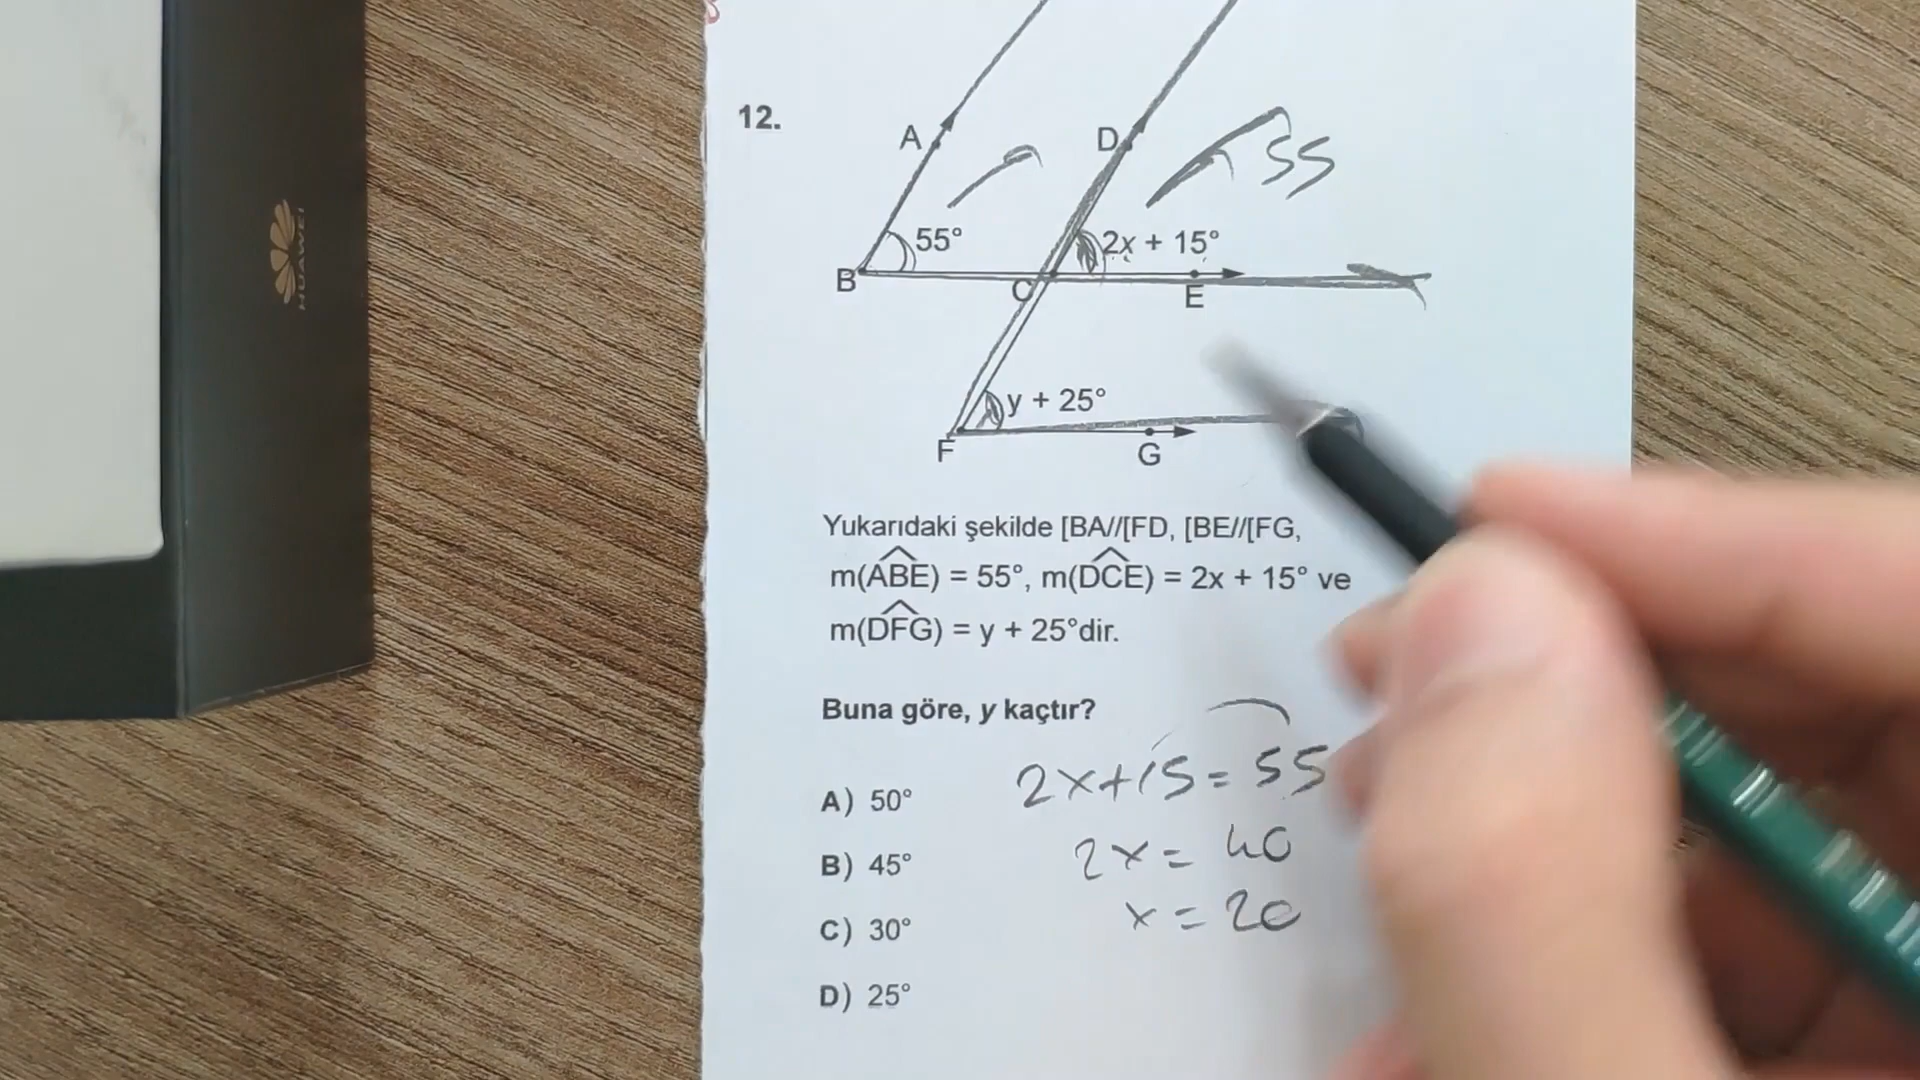 HUAWEI
12.
A
D
55
55°
2x + 15°
B
C
E
y + 25°
F
G
Yukarıdaki şekilde [BA//[FD, [BE//[FG,
m(ABE) = 55°, m(DCE) = 2x + 15° ve
m(DFG) = y + 25°dir.
Buna göre, y kaçtır?
A) 50°
B) 45°
C) 30°
D) 25°
2x+15=55
2x= 40
x=20